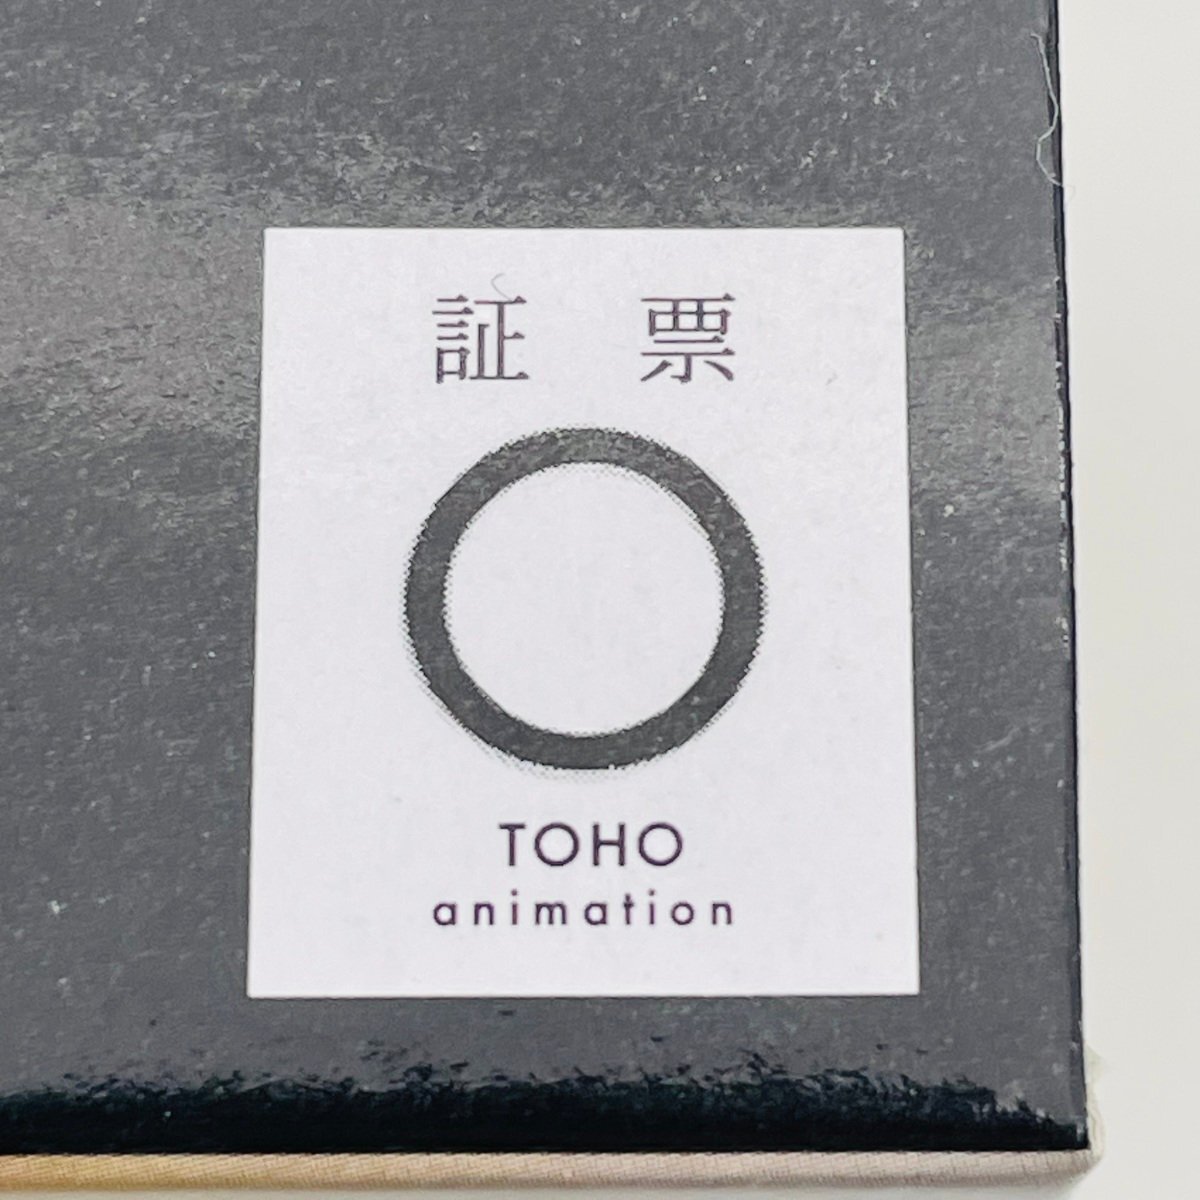 証 票
TOHO
animation